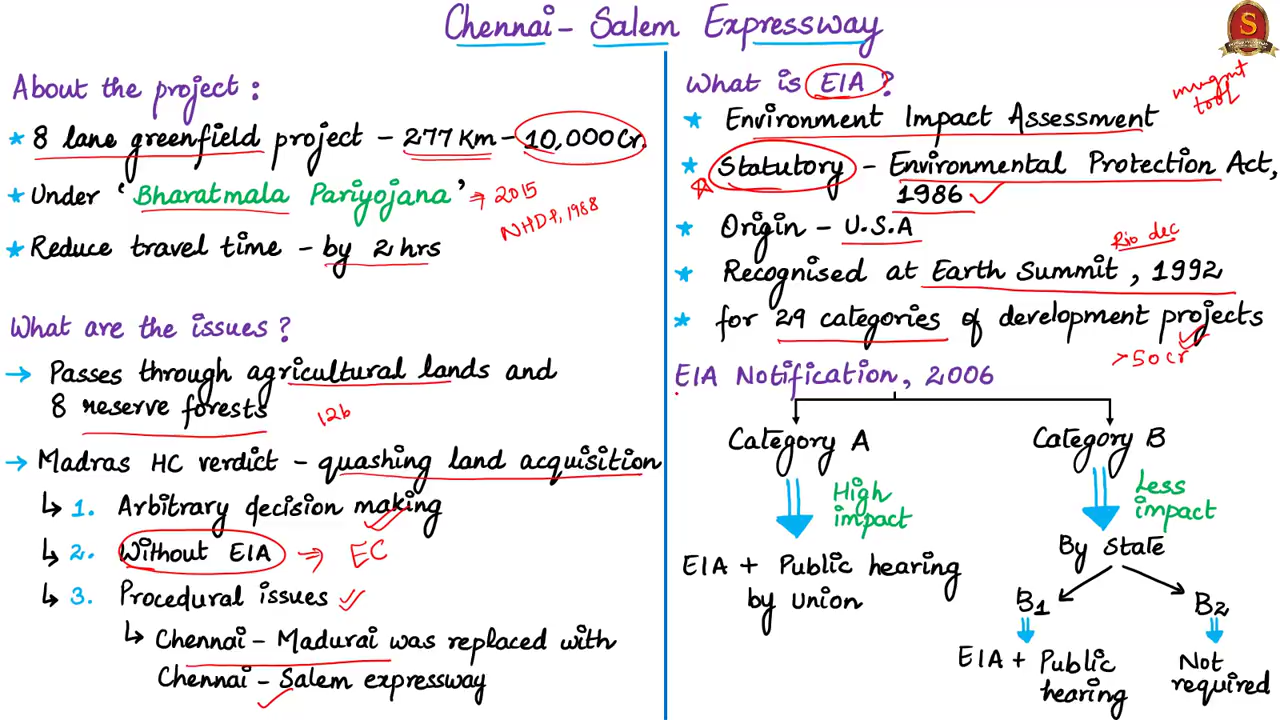 Chennai - Salem Expressway
S
About the project :
* 8 lane greenfield project - 277 Km - 10,000 Cr.
* Under 'Bharatmala Pariyojana' → 2015
NHDP, 1988
* Reduce travel time - by 2 hrs
What are the issues ?
→ Passes through agricultural lands and
8 reserve forests
126
→ Madras HC verdict - quashing land acquisition
↳ 1. Arbitrary decision making
↳ 2. Without EIA ⇒ EC
↳ 3. Procedural issues
↳ Chennai - Madurai was replaced with
Chennai - Salem expressway
What is EIA ?
mngmt
tool
* Environment Impact Assessment
* Statutory - Environmental Protection Act,
1986
* Origin - U.S.A
Rio dec
* Recognised at Earth Summit, 1992
* for 29 categories of development projects
>50 cr
EIA Notification, 2006
Category A
High
impact
EIA + Public hearing
by Union
Category B
Less
impact
By State
B1
EIA + Public
hearing
B2
Not
required